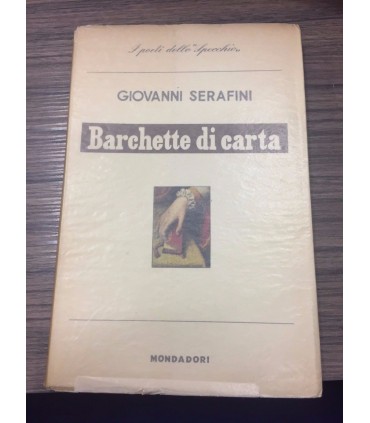 I poeti dello "Specchio"
GIOVANNI SERAFINI
Barchette di carta
MONDADORI